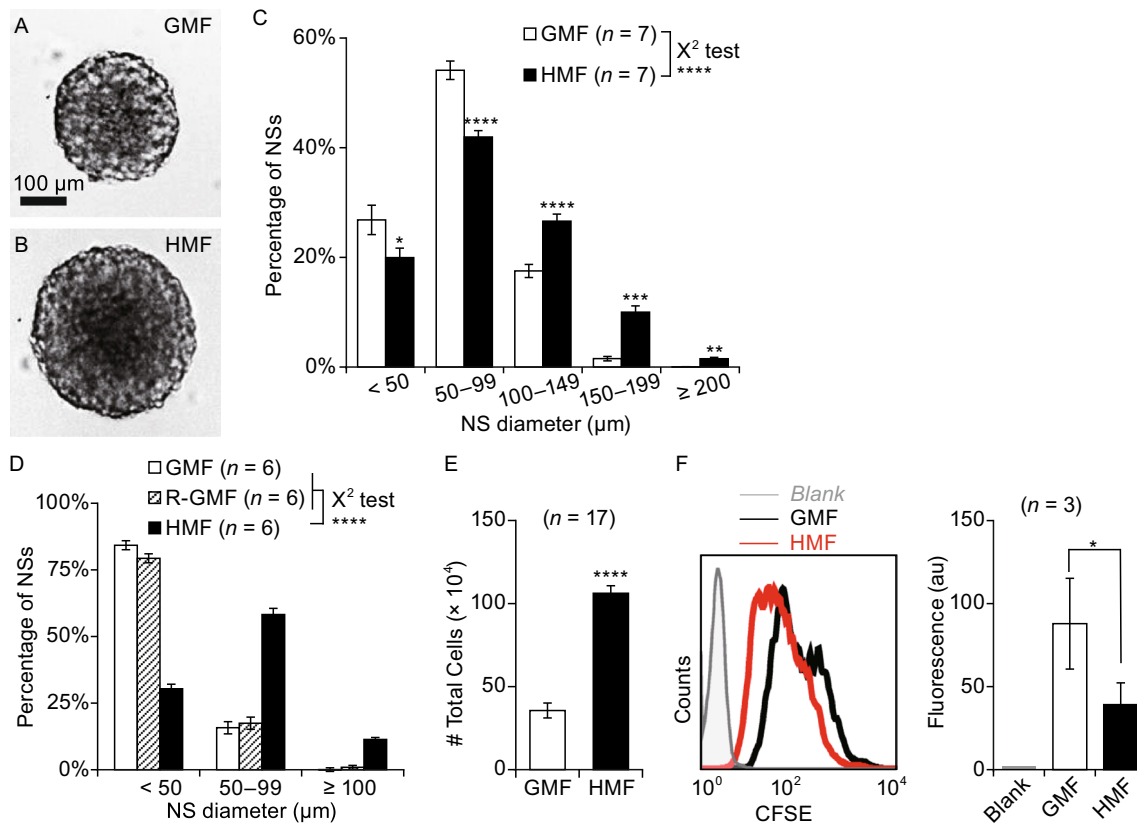 A
GMF
100 µm
B
HMF
C
GMF (n = 7)
HMF (n = 7)
X² test
****
60%
40%
20%
0%
Percentage of NSs
*
****
****
***
**
< 50
50–99
100–149
150–199
≥ 200
NS diameter (µm)
D
GMF (n = 6)
R-GMF (n = 6)
HMF (n = 6)
X² test
****
100%
75%
50%
25%
0%
Percentage of NSs
< 50
50–99
≥ 100
NS diameter (µm)
E
(n = 17)
150
100
50
0
# Total Cells (× 10⁴)
****
GMF
HMF
F
Blank
GMF
HMF
Counts
10⁰
10²
10⁴
CFSE
(n = 3)
150
100
50
0
Fluorescence (au)
*
Blank
GMF
HMF